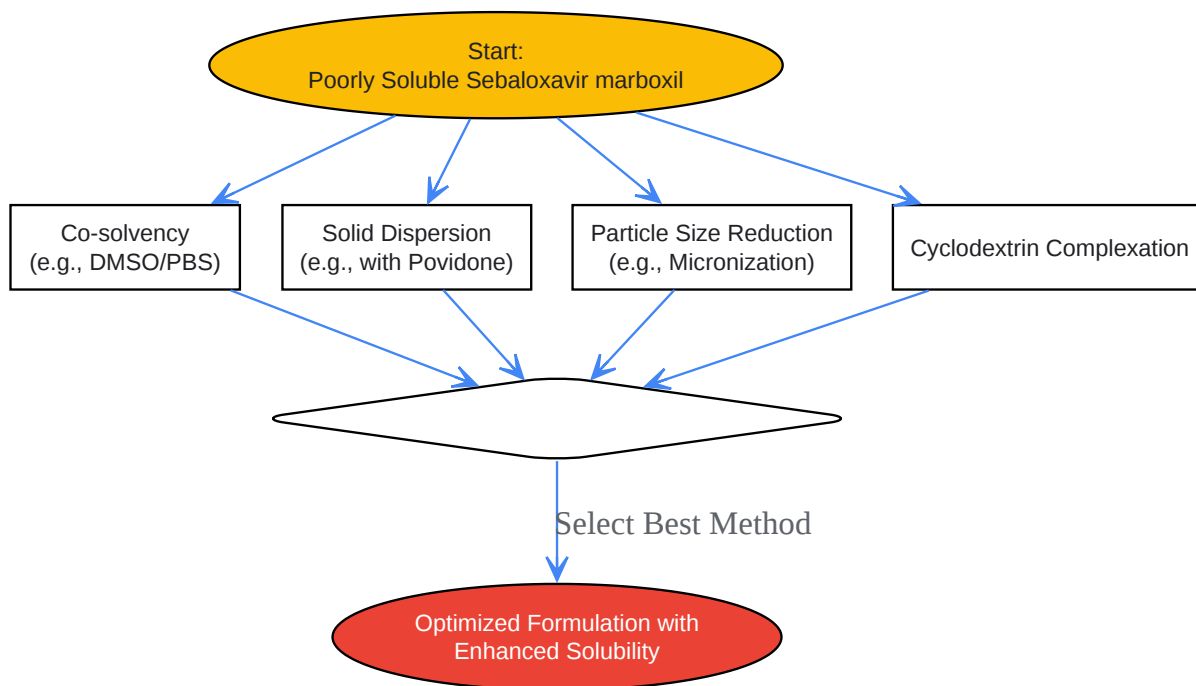 Start:
Poorly Soluble Sebaloxavir marboxil
Co-solvency
(e.g., DMSO/PBS)
Solid Dispersion
(e.g., with Povidone)
Particle Size Reduction
(e.g., Micronization)
Cyclodextrin Complexation
Select Best Method
Optimized Formulation with
Enhanced Solubility